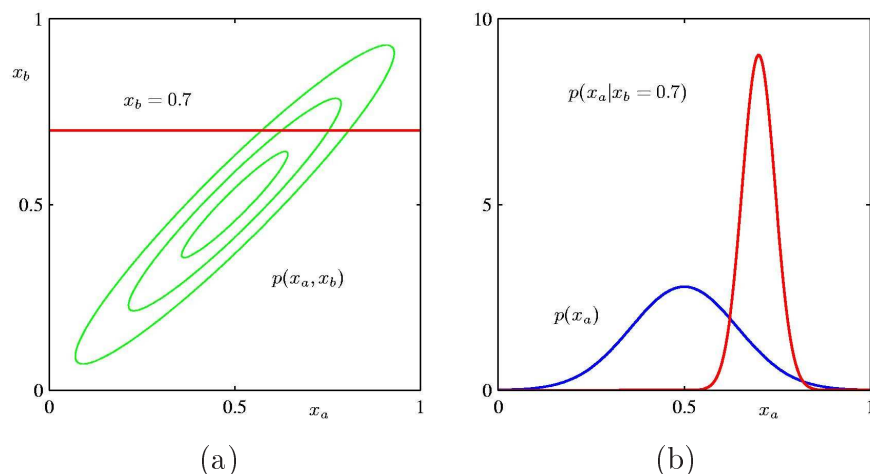 1
x_b
x_b = 0.7
0.5
p(x_a, x_b)
0
0
0.5
x_a
1
(a)
10
p(x_a|x_b = 0.7)
5
p(x_a)
0
0
0.5
x_a
1
(b)